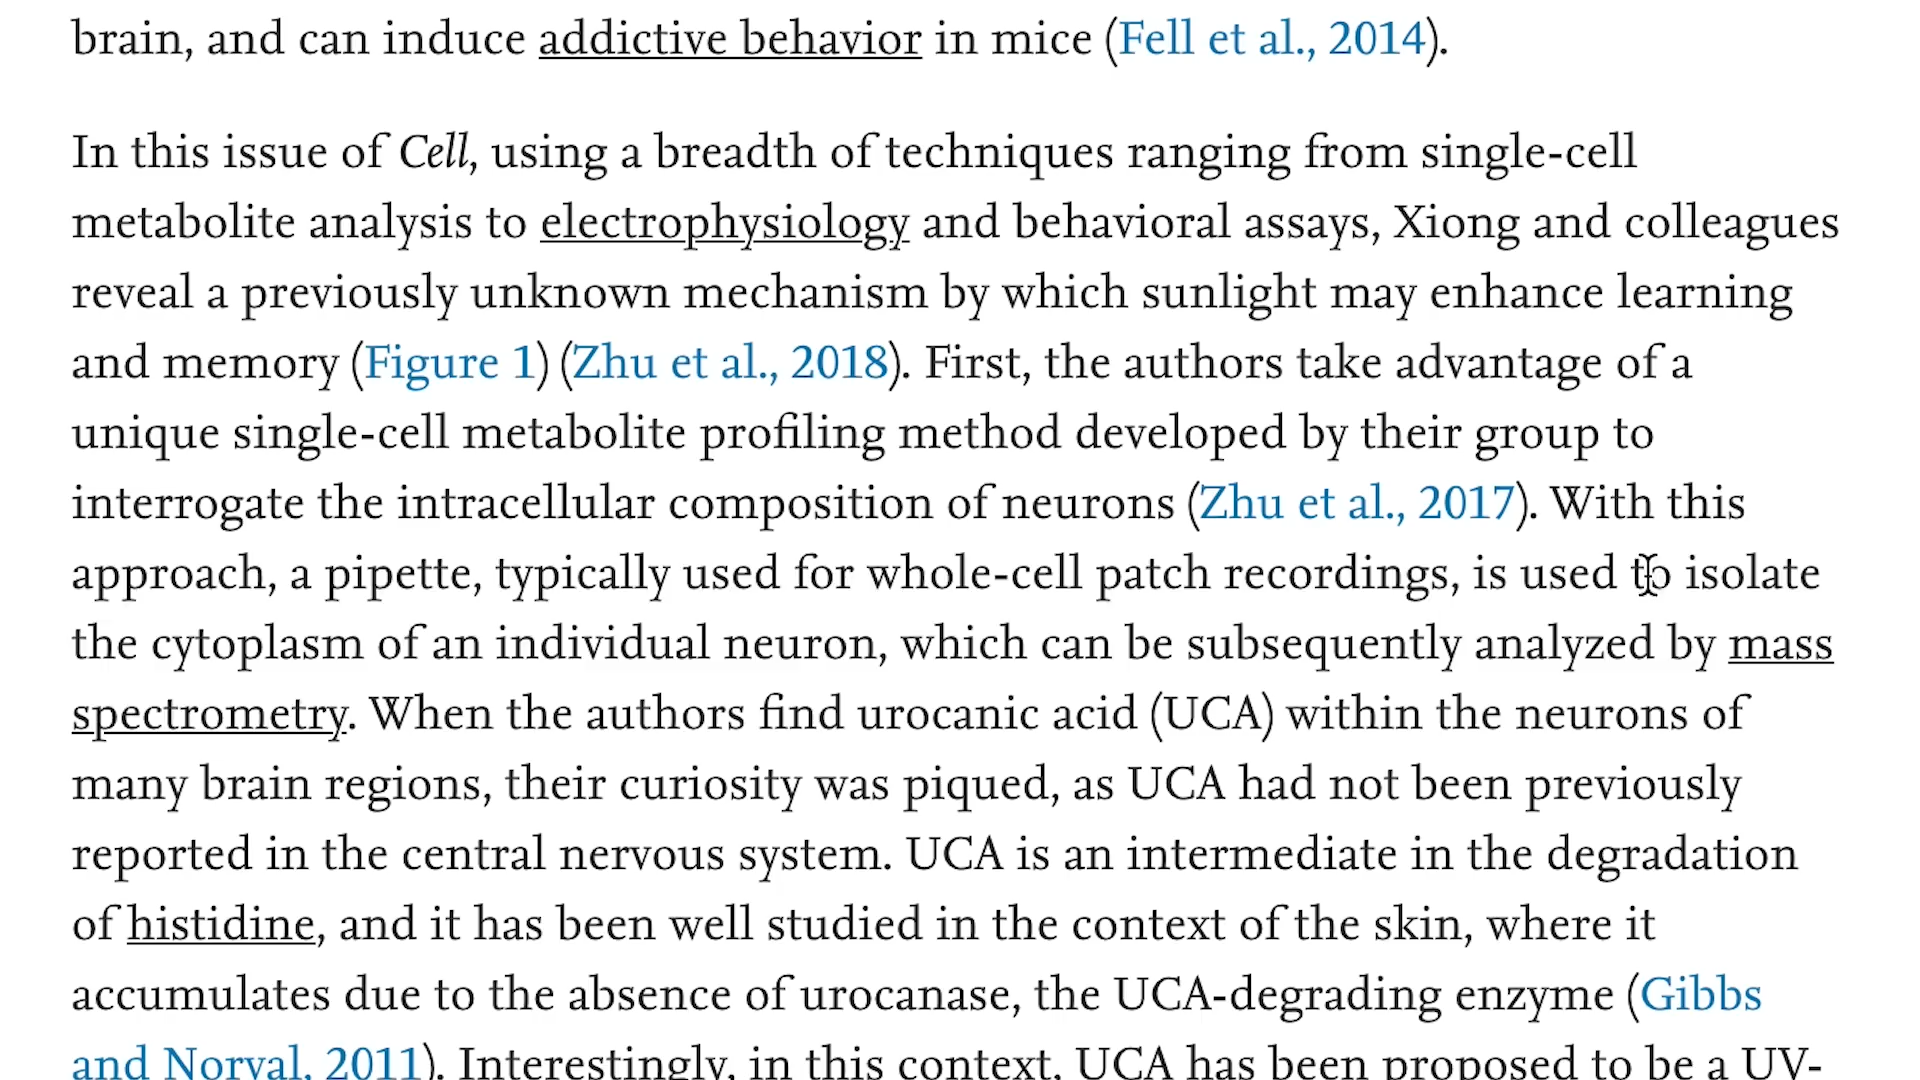 brain, and can induce addictive behavior in mice (Fell et al., 2014).
In this issue of Cell, using a breadth of techniques ranging from single-cell
metabolite analysis to electrophysiology and behavioral assays, Xiong and colleagues
reveal a previously unknown mechanism by which sunlight may enhance learning
and memory (Figure 1) (Zhu et al., 2018). First, the authors take advantage of a
unique single-cell metabolite profiling method developed by their group to
interrogate the intracellular composition of neurons (Zhu et al., 2017). With this
approach, a pipette, typically used for whole-cell patch recordings, is used to isolate
the cytoplasm of an individual neuron, which can be subsequently analyzed by mass
spectrometry. When the authors find urocanic acid (UCA) within the neurons of
many brain regions, their curiosity was piqued, as UCA had not been previously
reported in the central nervous system. UCA is an intermediate in the degradation
of histidine, and it has been well studied in the context of the skin, where it
accumulates due to the absence of urocanase, the UCA-degrading enzyme (Gibbs
and Norval, 2011). Interestingly, in this context, UCA has been proposed to be a UV-